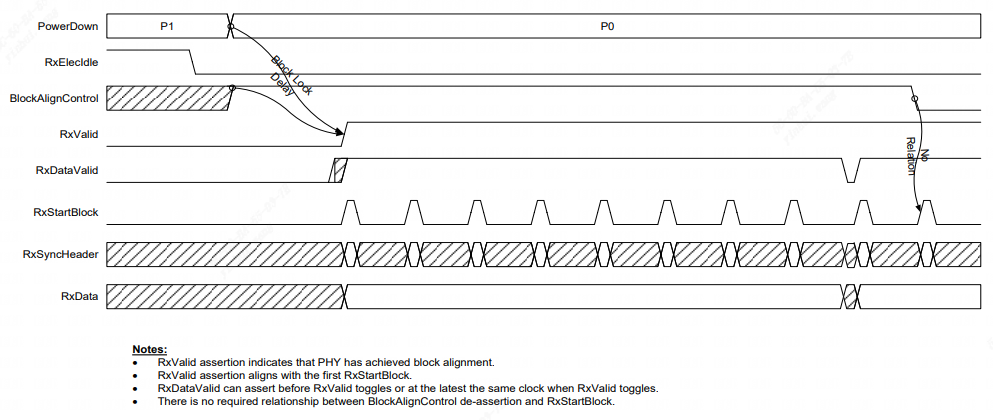 PowerDown
P1
P0
RxElecIdle
BlockAlignControl
Block Lock
Delay
RxValid
RxDataValid
No
Relation
RxStartBlock
RxSyncHeader
RxData
Notes:
• RxValid assertion indicates that PHY has achieved block alignment.
• RxValid assertion aligns with the first RxStartBlock.
• RxDataValid can assert before RxValid toggles or at the latest the same clock when RxValid toggles.
• There is no required relationship between BlockAlignControl de-assertion and RxStartBlock.